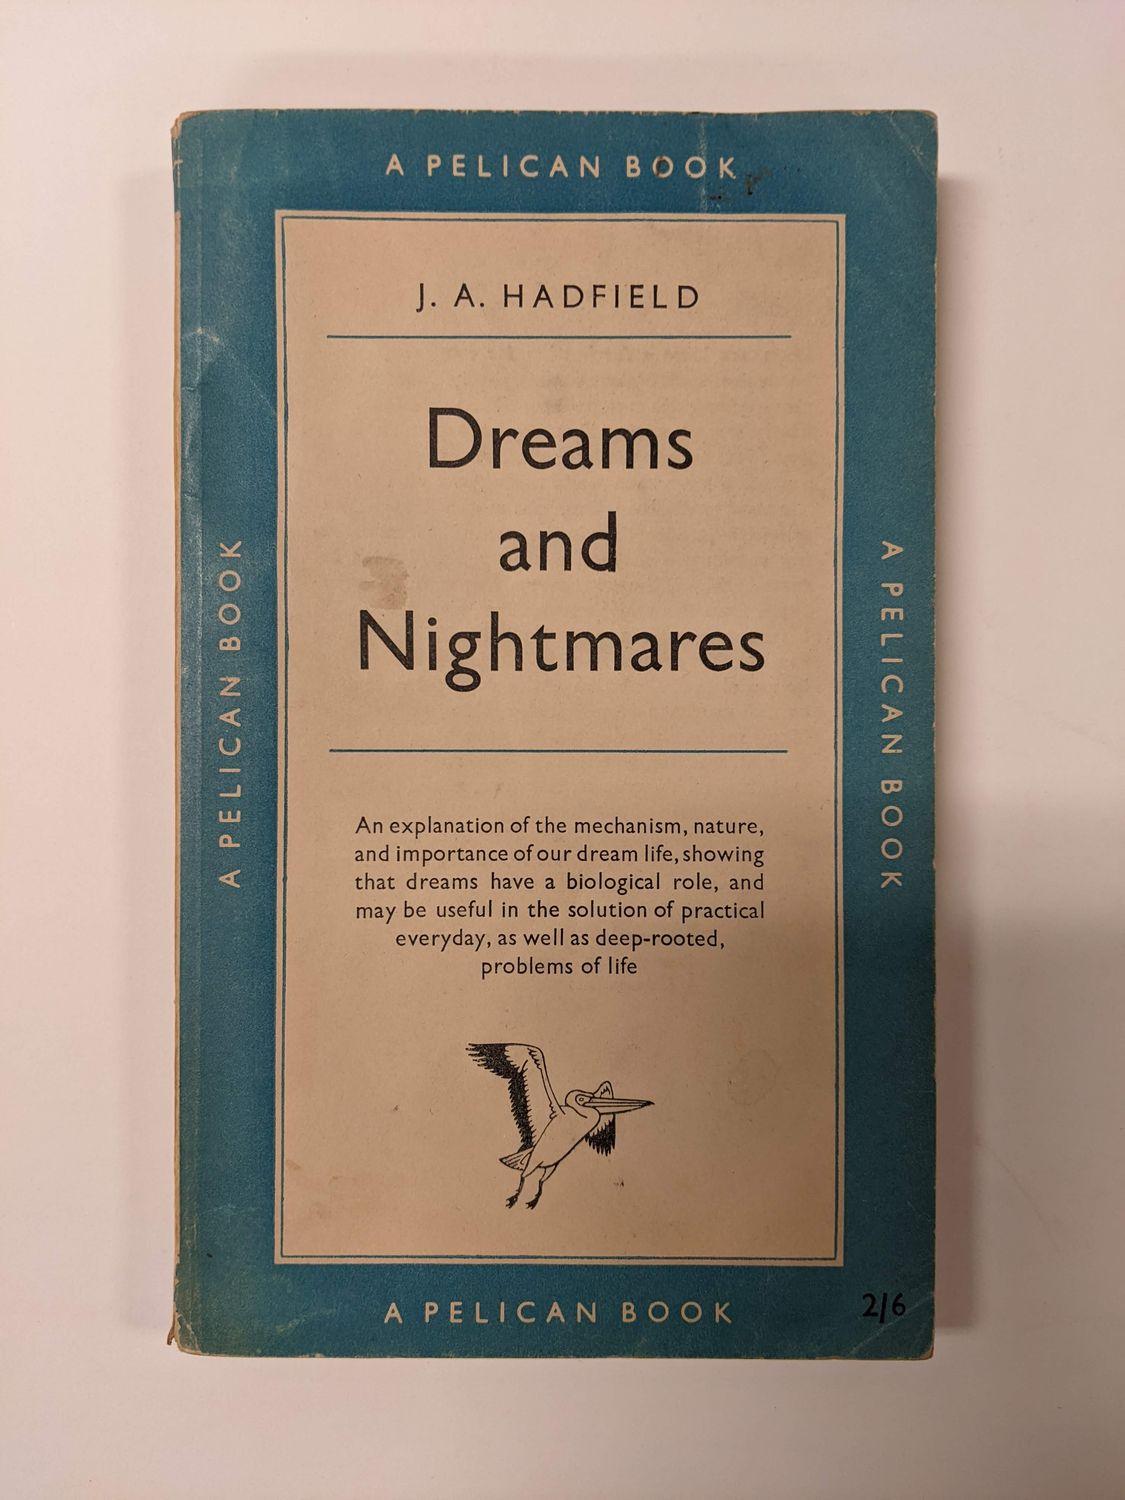 A PELICAN BOOK
J. A. HADFIELD
Dreams
and
Nightmares
An explanation of the mechanism, nature,
and importance of our dream life, showing
that dreams have a biological role, and
may be useful in the solution of practical
everyday, as well as deep-rooted,
problems of life
A PELICAN BOOK
A PELICAN BOOK
A PELICAN BOOK
2/6